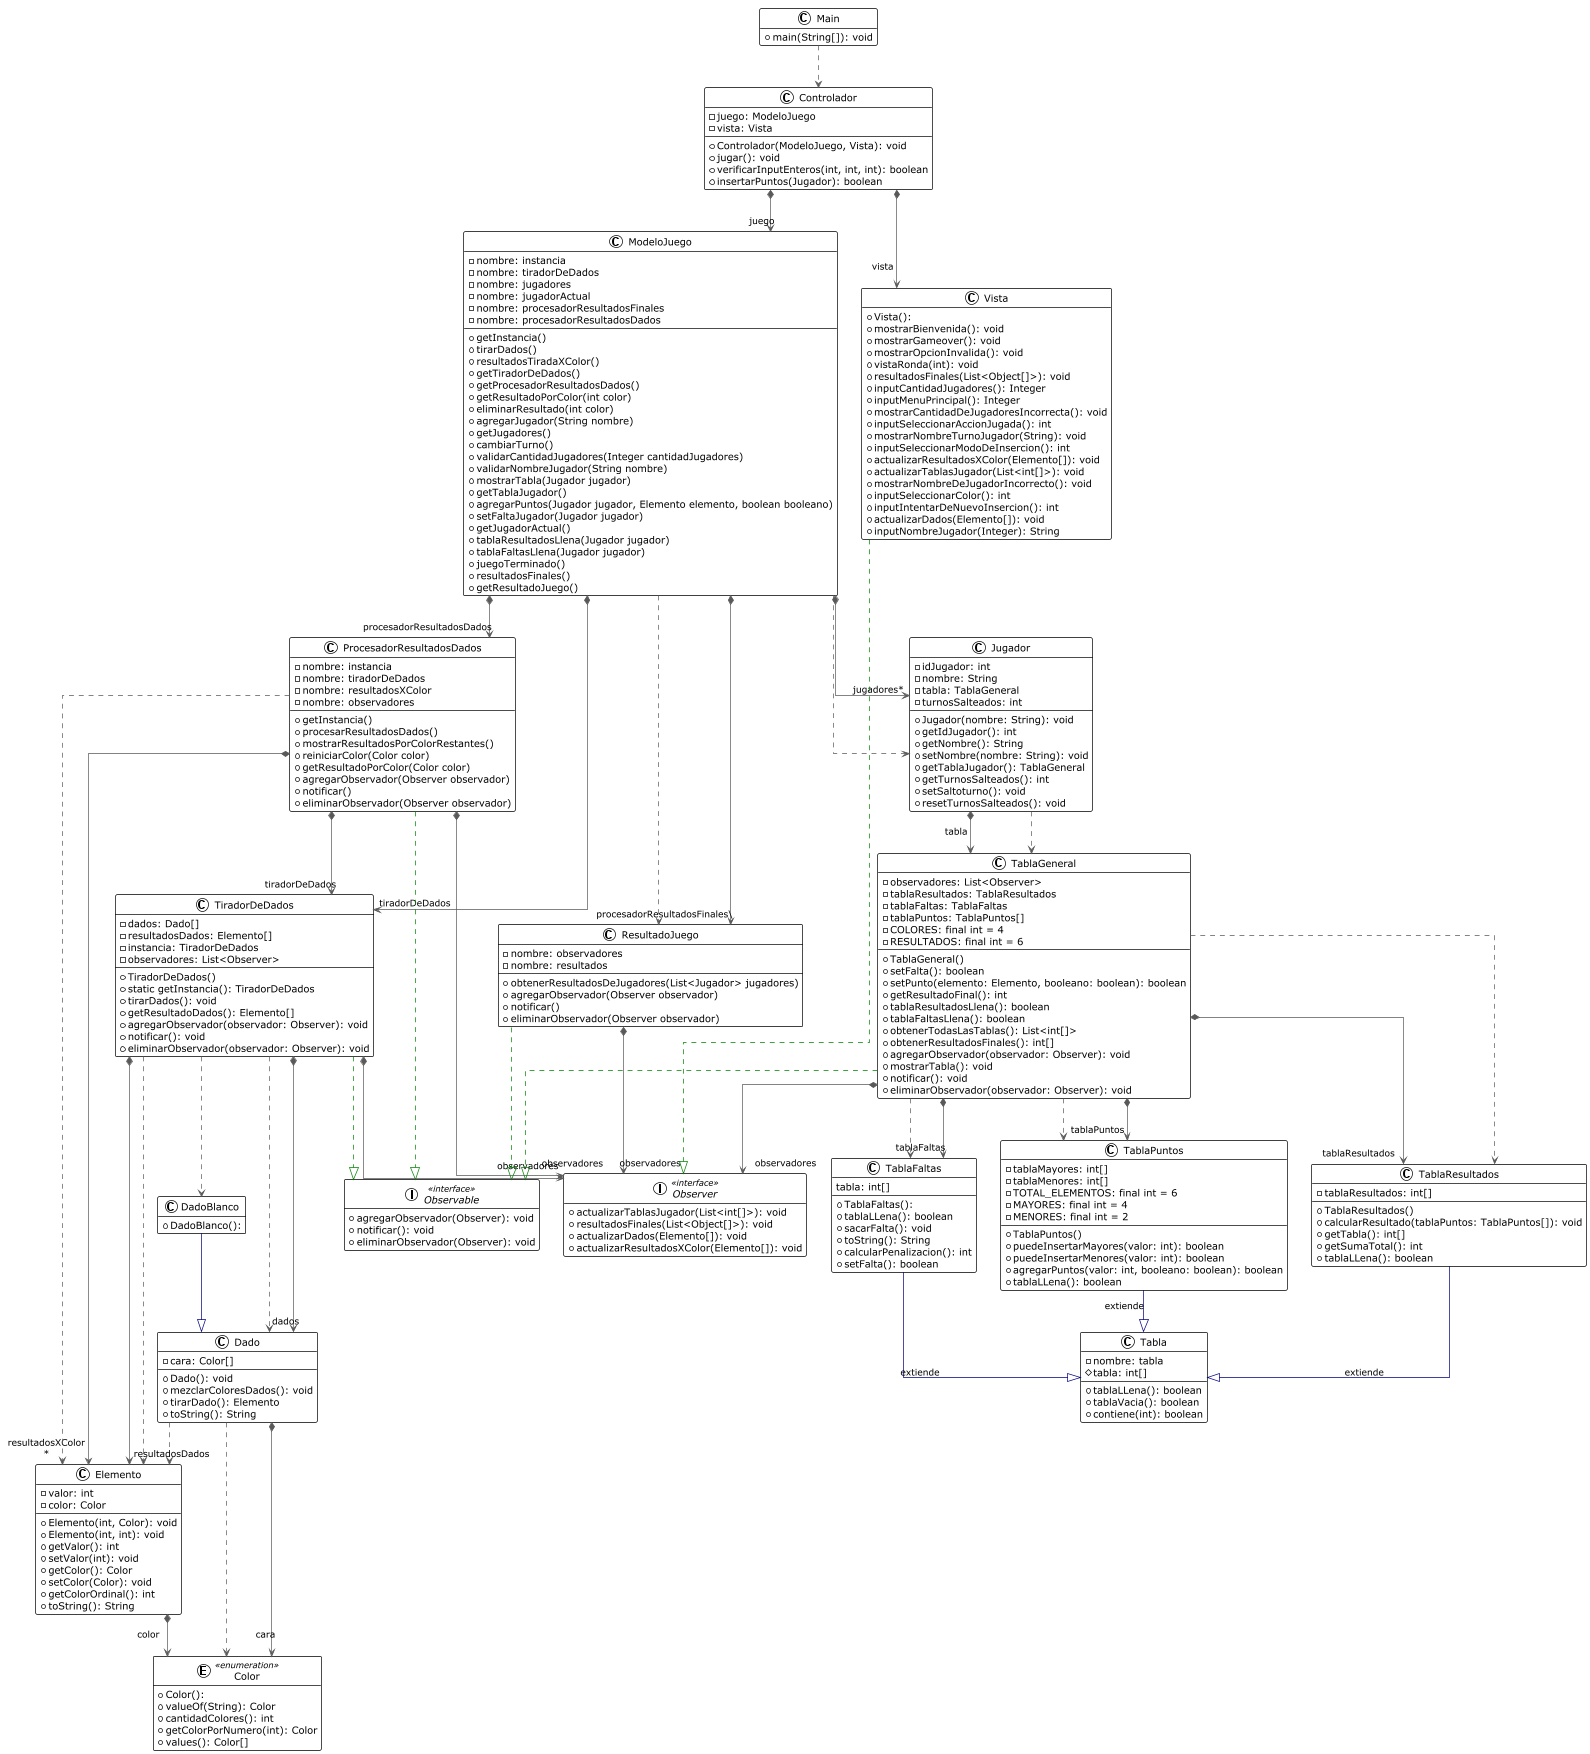 C Main
main(String[]): void
C Controlador
juego: ModeloJuego
vista: Vista
Controlador(ModeloJuego, Vista): void
jugar(): void
verificarInputEnteros(int, int, int): boolean
insertarPuntos(Jugador): boolean
juego
vista
C ModeloJuego
nombre: instancia
nombre: tiradorDeDados
nombre: jugadores
nombre: jugadorActual
nombre: procesadorResultadosFinales
nombre: procesadorResultadosDados
getInstancia()
tirarDados()
resultadosTiradaXColor()
getTiradorDeDados()
getProcesadorResultadosDados()
getResultadoPorColor(int color)
eliminarResultado(int color)
agregarJugador(String nombre)
getJugadores()
cambiarTurno()
validarCantidadJugadores(Integer cantidadJugadores)
validarNombreJugador(String nombre)
mostrarTabla(Jugador jugador)
getTablaJugador()
agregarPuntos(Jugador jugador, Elemento elemento, boolean booleano)
setFaltaJugador(Jugador jugador)
getJugadorActual()
tablaResultadosLlena(Jugador jugador)
tablaFaltasLlena(Jugador jugador)
juegoTerminado()
resultadosFinales()
getResultadoJuego()
C Vista
Vista():
mostrarBienvenida(): void
mostrarGameover(): void
mostrarOpcionInvalida(): void
vistaRonda(int): void
resultadosFinales(List<Object[]>): void
inputCantidadJugadores(): Integer
inputMenuPrincipal(): Integer
mostrarCantidadDeJugadoresIncorrecta(): void
inputSeleccionarAccionJugada(): int
mostrarNombreTurnoJugador(String): void
inputSeleccionarModoDeInsercion(): int
actualizarResultadosXColor(Elemento[]): void
actualizarTablasJugador(List<int[]>): void
mostrarNombreDeJugadorIncorrecto(): void
inputSeleccionarColor(): int
inputIntentarDeNuevoInsercion(): int
actualizarDados(Elemento[]): void
inputNombreJugador(Integer): String
procesadorResultadosDados
C ProcesadorResultadosDados
nombre: instancia
nombre: tiradorDeDados
nombre: resultadosXColor
nombre: observadores
getInstancia()
procesarResultadosDados()
mostrarResultadosPorColorRestantes()
reiniciarColor(Color color)
getResultadoPorColor(Color color)
agregarObservador(Observer observador)
notificar()
eliminarObservador(Observer observador)
jugadores*
C Jugador
idJugador: int
nombre: String
tabla: TablaGeneral
turnosSalteados: int
Jugador(nombre: String): void
getIdJugador(): int
getNombre(): String
setNombre(nombre: String): void
getTablaJugador(): TablaGeneral
getTurnosSalteados(): int
setSaltoturno(): void
resetTurnosSalteados(): void
tabla
tiradorDeDados
tiradorDeDados
procesadorResultadosFinales
C TiradorDeDados
dados: Dado[]
resultadosDados: Elemento[]
instancia: TiradorDeDados
observadores: List<Observer>
TiradorDeDados()
static getInstancia(): TiradorDeDados
tirarDados(): void
getResultadoDados(): Elemento[]
agregarObservador(observador: Observer): void
notificar(): void
eliminarObservador(observador: Observer): void
C ResultadoJuego
nombre: observadores
nombre: resultados
obtenerResultadosDeJugadores(List<Jugador> jugadores)
agregarObservador(Observer observador)
notificar()
eliminarObservador(Observer observador)
C TablaGeneral
observadores: List<Observer>
tablaResultados: TablaResultados
tablaFaltas: TablaFaltas
tablaPuntos: TablaPuntos[]
COLORES: final int = 4
RESULTADOS: final int = 6
TablaGeneral()
setFalta(): boolean
setPunto(elemento: Elemento, booleano: boolean): boolean
getResultadoFinal(): int
tablaResultadosLlena(): boolean
tablaFaltasLlena(): boolean
obtenerTodasLasTablas(): List<int[]>
obtenerResultadosFinales(): int[]
agregarObservador(observador: Observer): void
mostrarTabla(): void
notificar(): void
eliminarObservador(observador: Observer): void
observadores
observadores
observadores
observadores
tablaFaltas
tablaPuntos
tablaResultados
C DadoBlanco
DadoBlanco():
I «interface»
Observable
agregarObservador(Observer): void
notificar(): void
eliminarObservador(Observer): void
I «interface»
Observer
actualizarTablasJugador(List<int[]>): void
resultadosFinales(List<Object[]>): void
actualizarDados(Elemento[]): void
actualizarResultadosXColor(Elemento[]): void
C TablaFaltas
tabla: int[]
TablaFaltas():
tablaLLena(): boolean
sacarFalta(): void
toString(): String
calcularPenalizacion(): int
setFalta(): boolean
C TablaPuntos
tablaMayores: int[]
tablaMenores: int[]
TOTAL_ELEMENTOS: final int = 6
MAYORES: final int = 4
MENORES: final int = 2
TablaPuntos()
puedeInsertarMayores(valor: int): boolean
puedeInsertarMenores(valor: int): boolean
agregarPuntos(valor: int, booleano: boolean): boolean
tablaLLena(): boolean
C TablaResultados
tablaResultados: int[]
TablaResultados()
calcularResultado(tablaPuntos: TablaPuntos[]): void
getTabla(): int[]
getSumaTotal(): int
tablaLLena(): boolean
dados
extiende
extiende
extiende
C Dado
cara: Color[]
Dado(): void
mezclarColoresDados(): void
tirarDado(): Elemento
toString(): String
C Tabla
nombre: tabla
tabla: int[]
tablaLLena(): boolean
tablaVacia(): boolean
contiene(int): boolean
resultadosXColor
*
resultadosDados
C Elemento
valor: int
color: Color
Elemento(int, Color): void
Elemento(int, int): void
getValor(): int
setValor(int): void
getColor(): Color
setColor(Color): void
getColorOrdinal(): int
toString(): String
color
cara
E «enumeration»
Color
Color():
valueOf(String): Color
cantidadColores(): int
getColorPorNumero(int): Color
values(): Color[]